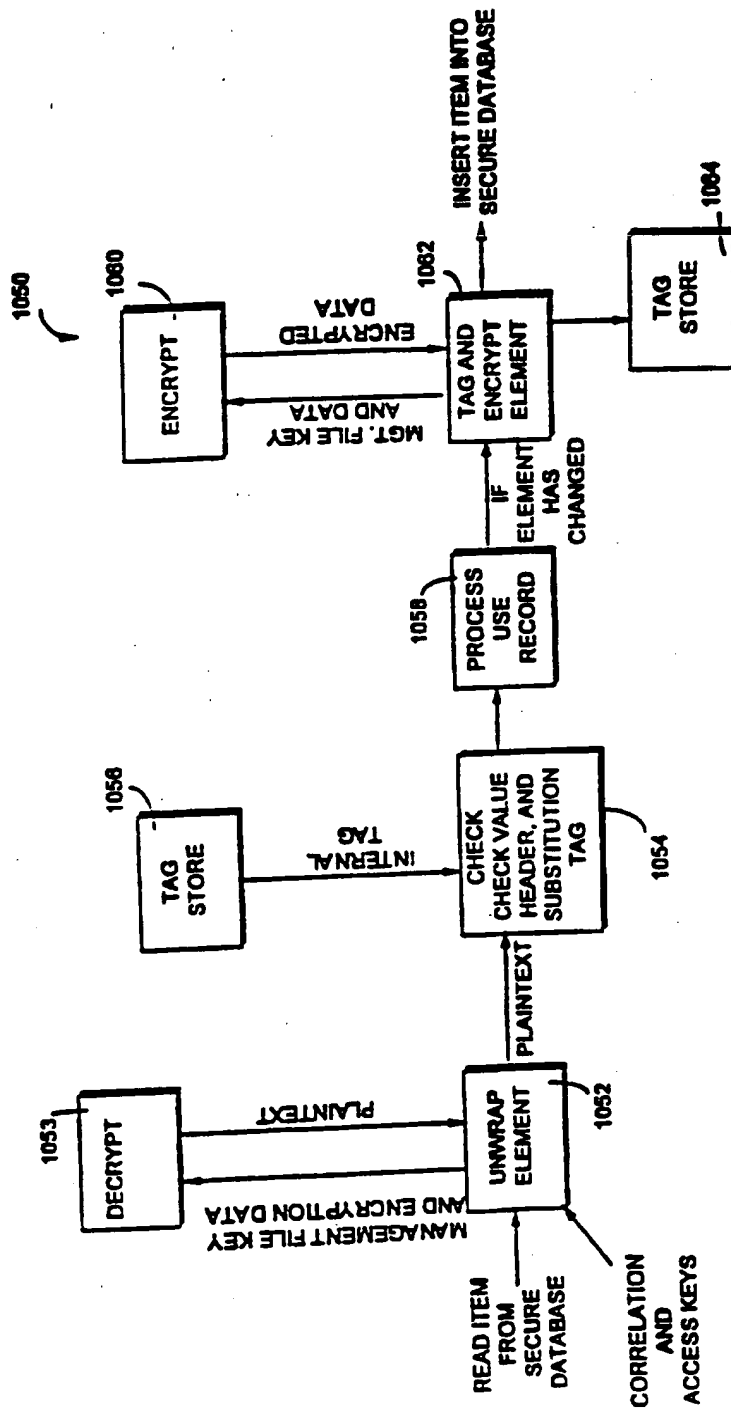 1050
1053
DECRYPT
MANAGEMENT FILE KEY
AND ENCRYPTION DATA
PLAINTEXT
READ ITEM
FROM
SECURE
DATABASE
UNWRAP
ELEMENT
1052
CORRELATION
AND
ACCESS KEYS
PLAINTEXT
1056
TAG
STORE
INTERNAL
TAG
CHECK
CHECK VALUE
HEADER, AND
SUBSTITUTION
TAG
1054
1058
PROCESS
USE
RECORD
IF
ELEMENT
HAS
CHANGED
1060
ENCRYPT
MGT. FILE KEY
AND DATA
ENCRYPTED
DATA
1062
TAG AND
ENCRYPT
ELEMENT
INSERT ITEM INTO
SECURE DATABASE
TAG
STORE
1064